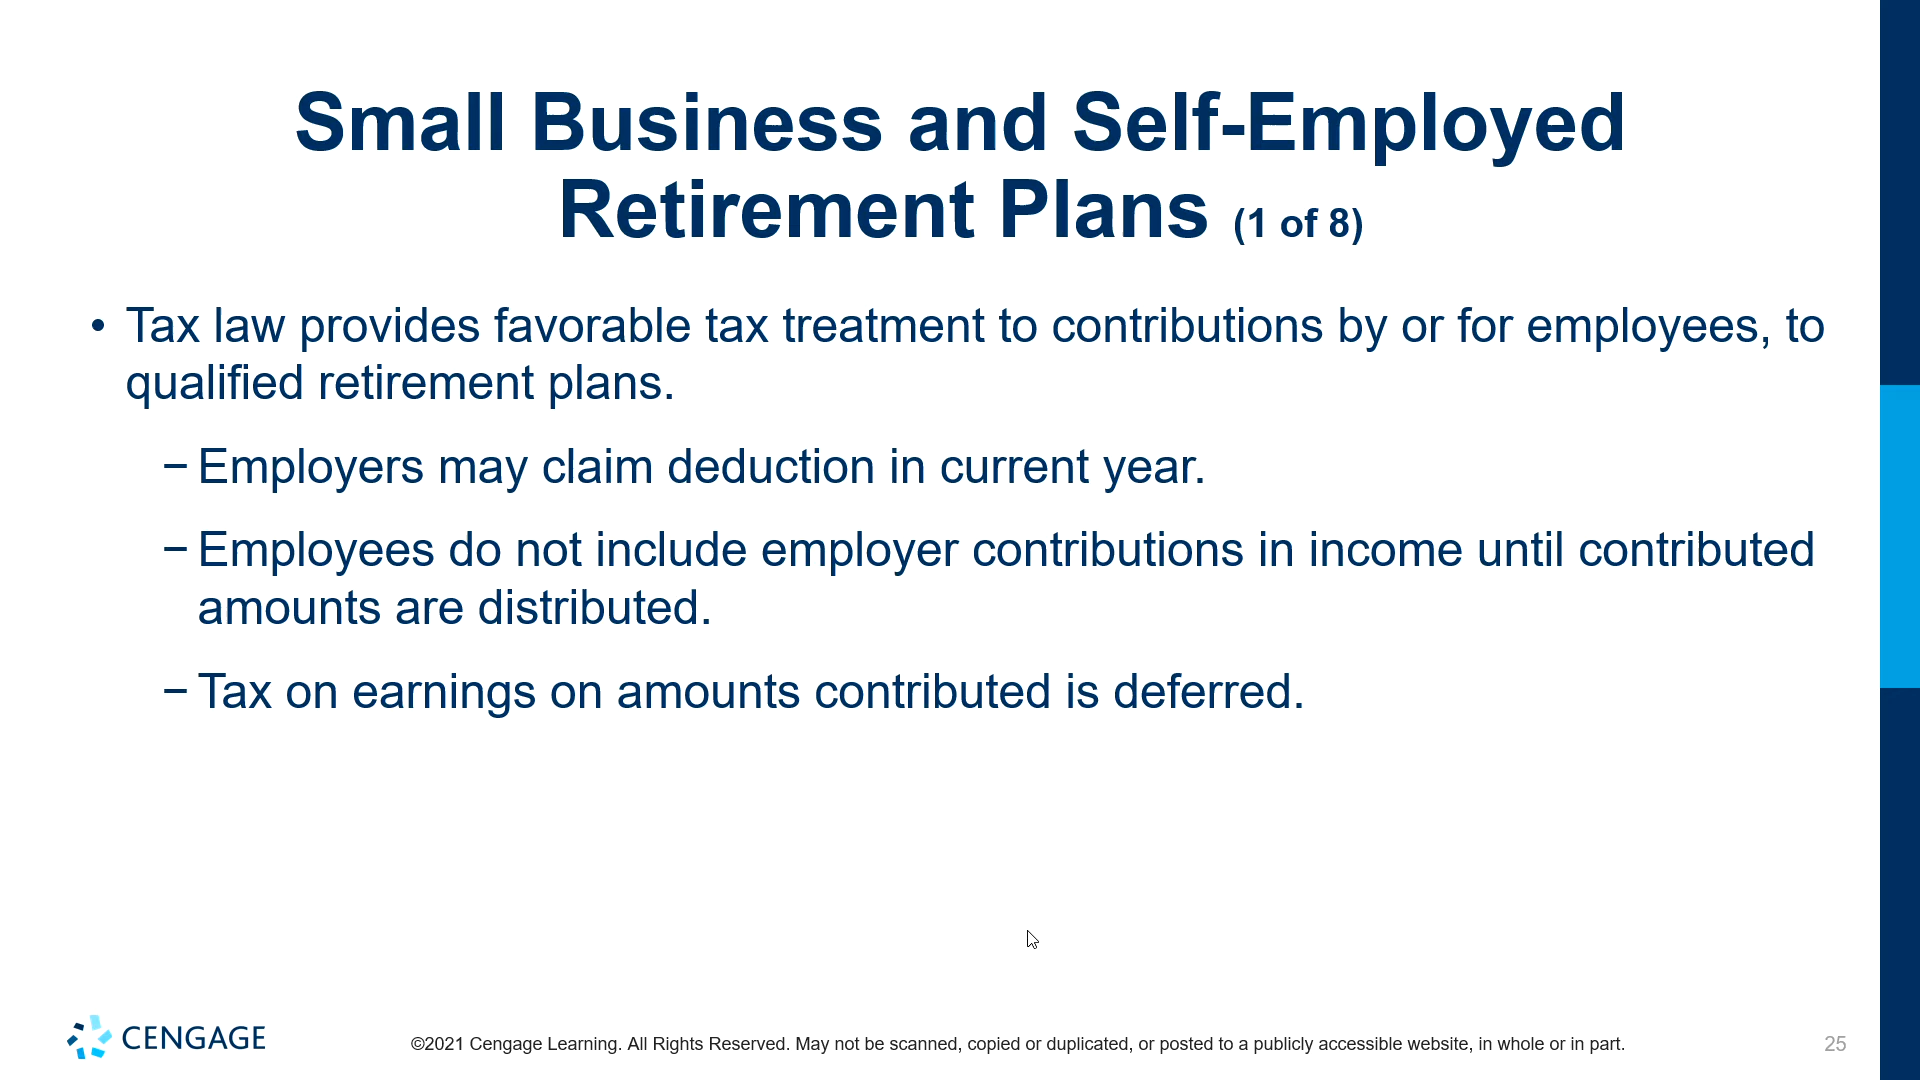 Small Business and Self-Employed
Retirement Plans (1 of 8)
• Tax law provides favorable tax treatment to contributions by or for employees, to
qualified retirement plans.
− Employers may claim deduction in current year.
− Employees do not include employer contributions in income until contributed
amounts are distributed.
− Tax on earnings on amounts contributed is deferred.
CENGAGE
©2021 Cengage Learning. All Rights Reserved. May not be scanned, copied or duplicated, or posted to a publicly accessible website, in whole or in part.
25